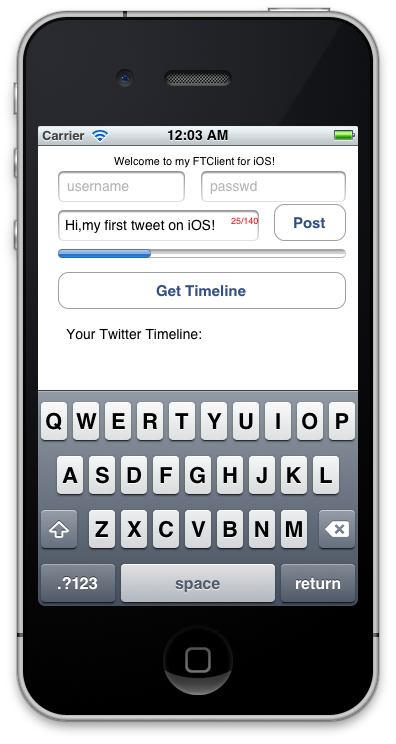 Carrier 12:03 AM
Welcome to my FTClient for iOS!
username passwd
Hi,my first tweet on iOS! 25/140 Post
Get Timeline
Your Twitter Timeline:
Q W E R T Y U I O P
A S D F G H J K L
Z X C V B N M
.?123 space return